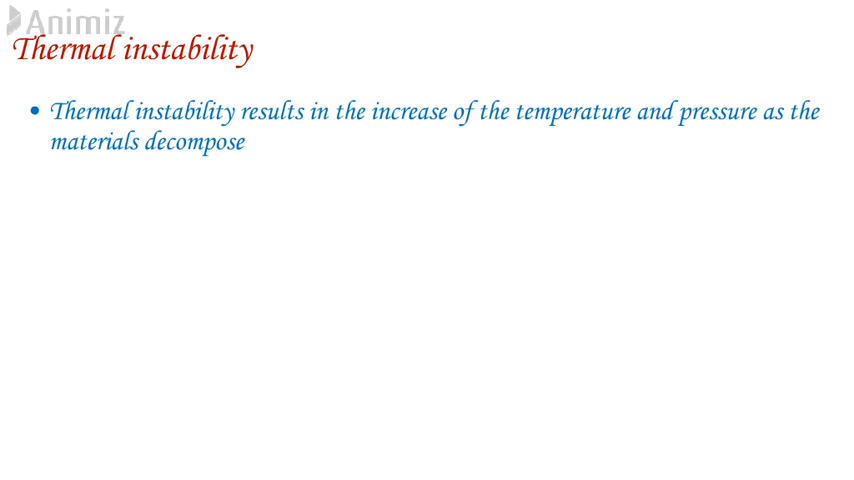 Animiz
Thermal instability
• Thermal instability results in the increase of the temperature and pressure as the
materials decompose